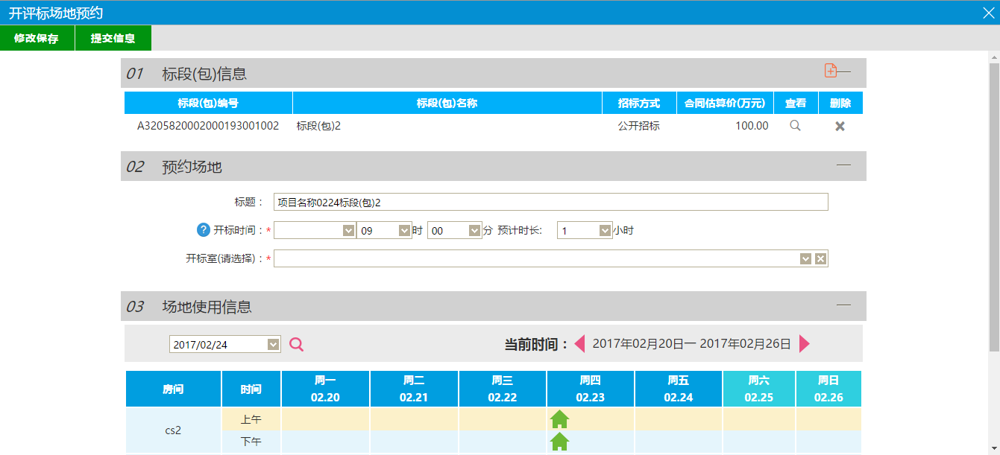 开评标场地预约
修改保存 提交信息
01 标段(包)信息
标段(包)编号 标段(包)名称 招标方式 合同估算价(万元) 查看 删除
A3205820002000193001002 标段(包)2 公开招标 100.00
02 预约场地
标题： 项目名称0224标段(包)2
? 开标时间：* 09 时 00 分 预计时长: 1 小时
开标室(请选择)：*
03 场地使用信息
2017/02/24 当前时间： 2017年02月20日一 2017年02月26日
房间 时间 周一 周二 周三 周四 周五 周六 周日
02.20 02.21 02.22 02.23 02.24 02.25 02.26
cs2 上午
下午